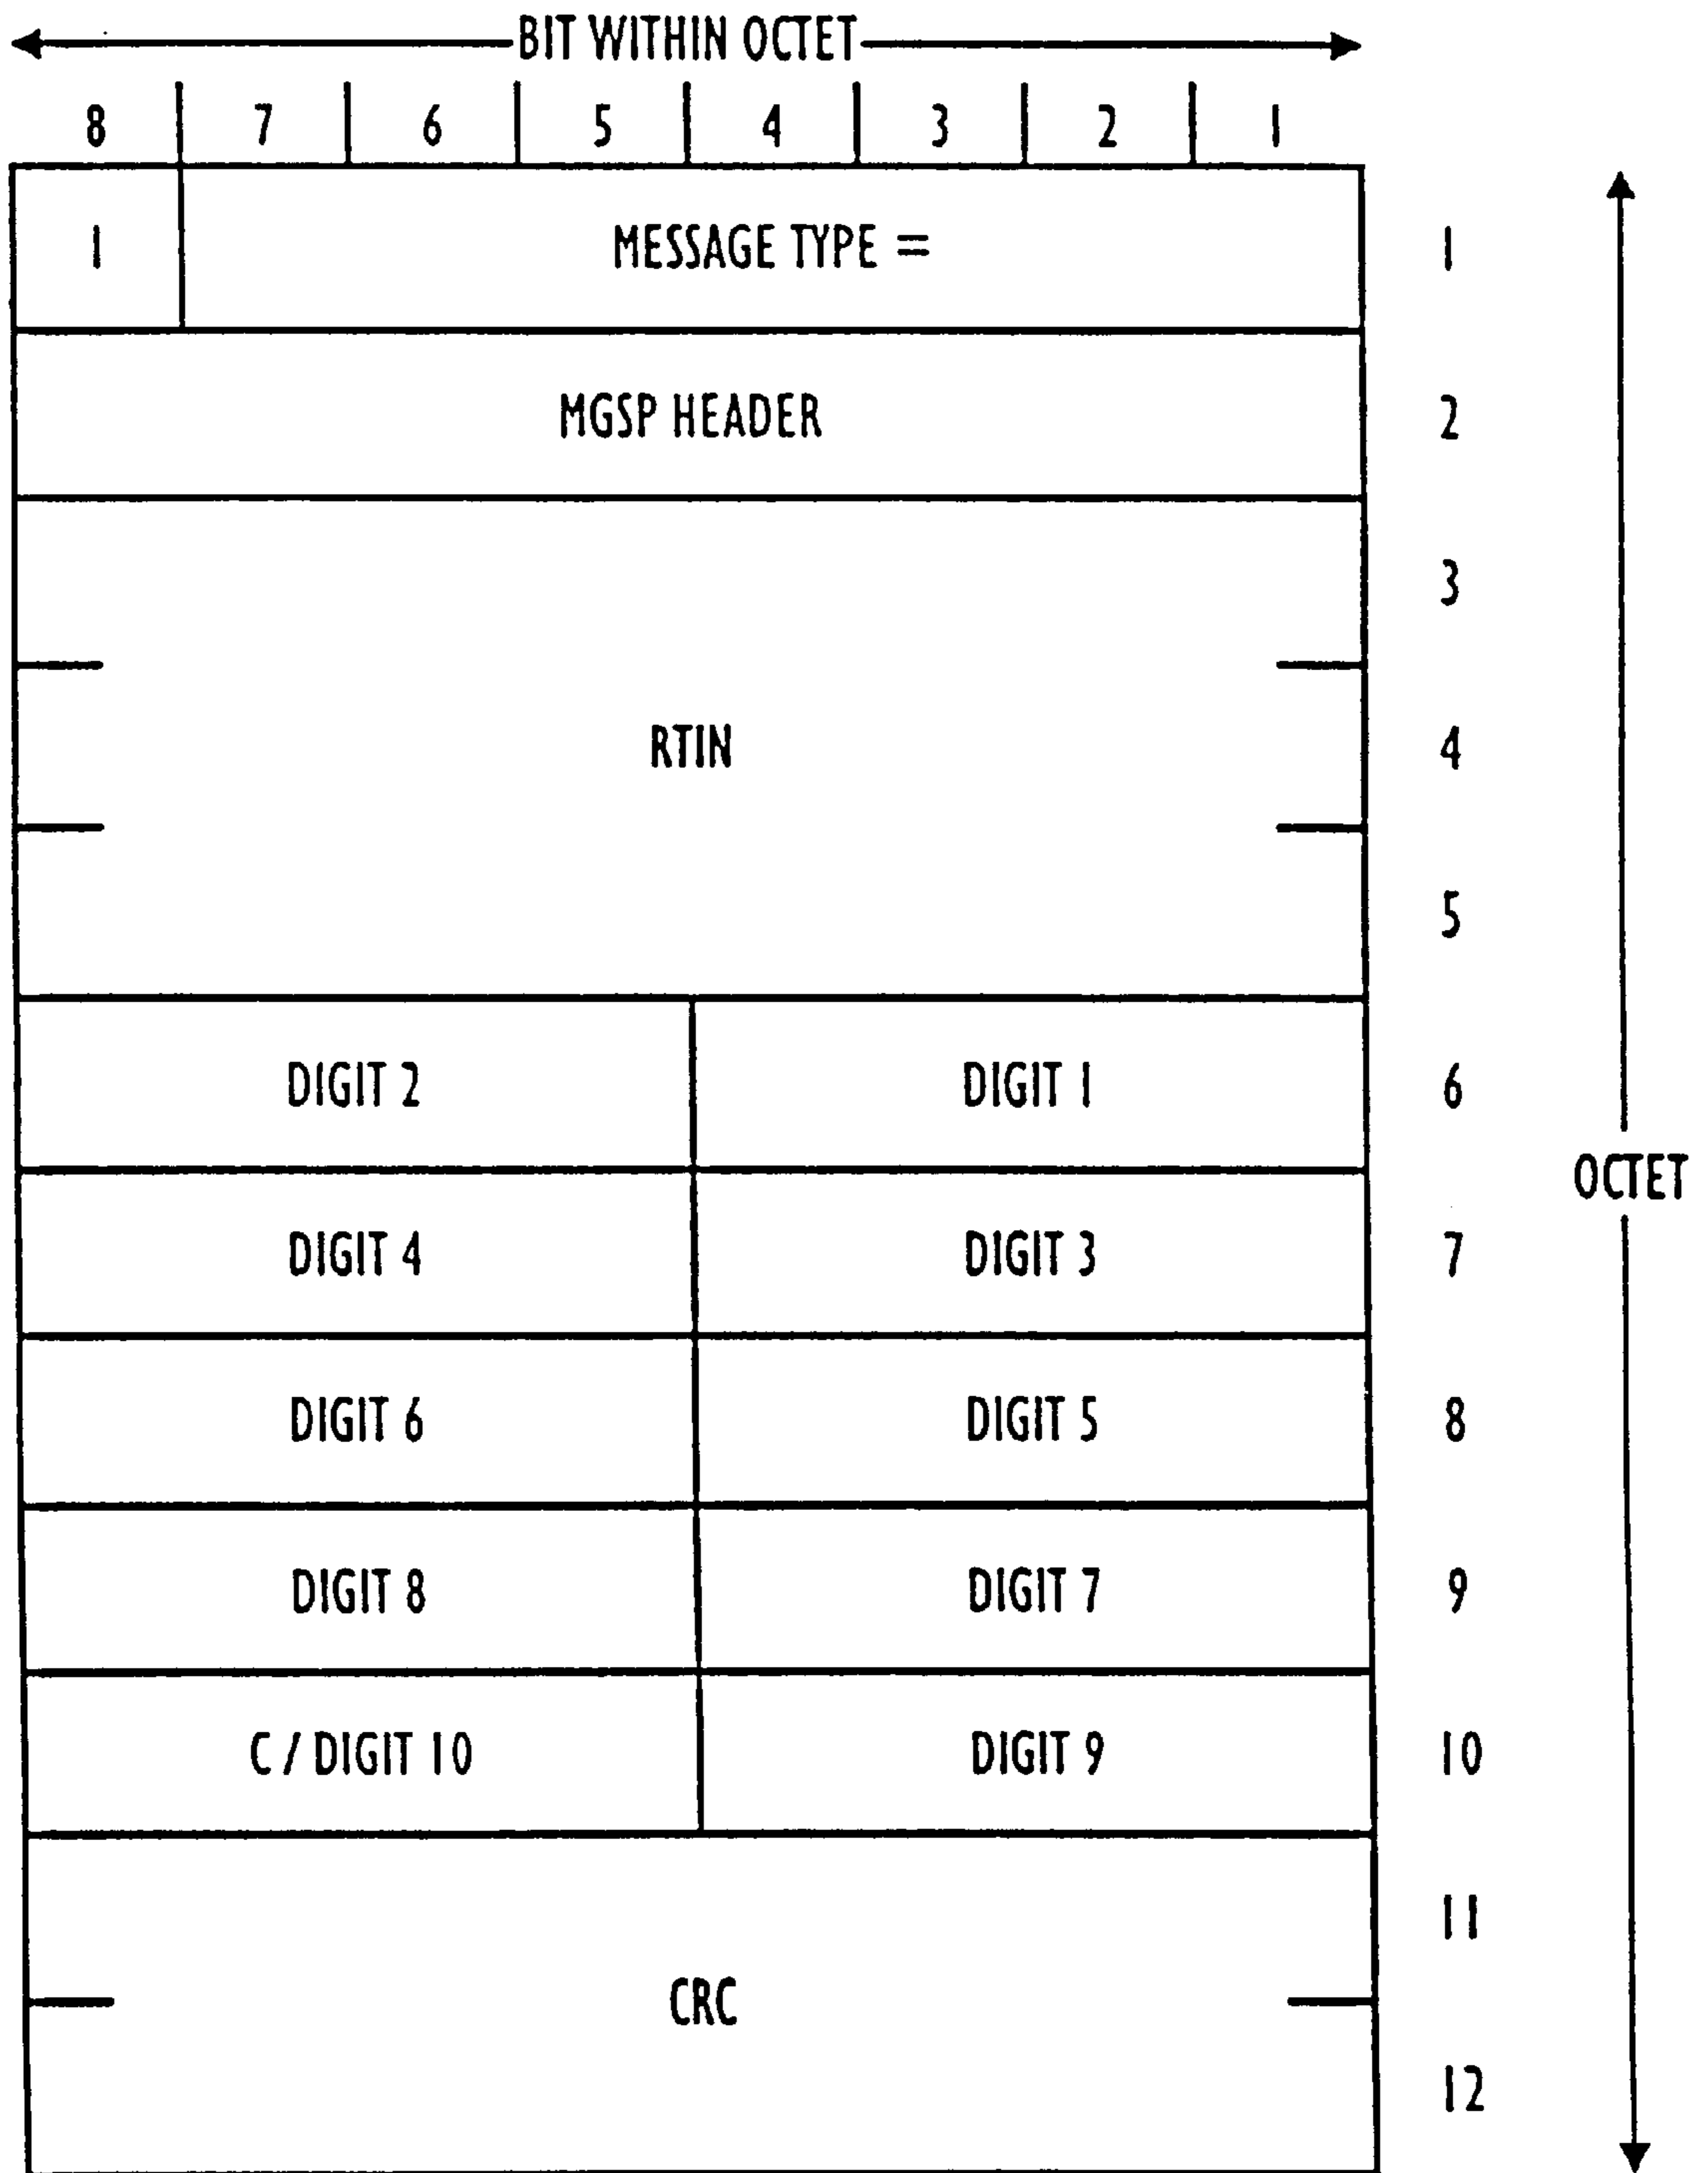 BIT WITHIN OCTET
8 7 6 5 4 3 2 1
1 MESSAGE TYPE = 1
MGSP HEADER 2
3
RTIN 4
5
DIGIT 2 DIGIT 1 6
OCTET
DIGIT 4 DIGIT 3 7
DIGIT 6 DIGIT 5 8
DIGIT 8 DIGIT 7 9
C / DIGIT 10 DIGIT 9 10
11
CRC
12